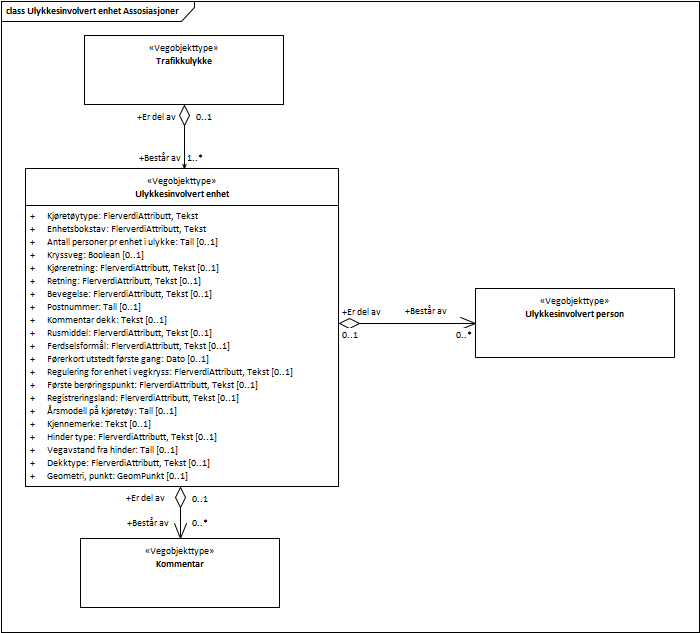 class Ulykkesinvolvert enhet Assosiasjoner
«Vegobjekttype»
Trafikkulykke
+Er del av
0..1
+Består av
1..*
«Vegobjekttype»
Ulykkesinvolvert enhet
+ Kjøretøytype: FlerverdiAttributt, Tekst
+ Enhetsbokstav: FlerverdiAttributt, Tekst
+ Antall personer pr enhet i ulykke: Tall [0..1]
+ Kryssveg: Boolean [0..1]
+ Kjøreretning: FlerverdiAttributt, Tekst [0..1]
+ Retning: FlerverdiAttributt, Tekst [0..1]
+ Bevegelse: FlerverdiAttributt, Tekst [0..1]
+ Postnummer: Tall [0..1]
+ Kommentar dekk: Tekst [0..1]
+ Rusmiddel: FlerverdiAttributt, Tekst [0..1]
+ Ferdselsformål: FlerverdiAttributt, Tekst [0..1]
+ Førerkort utstedt første gang: Dato [0..1]
+ Regulering for enhet i vegkryss: FlerverdiAttributt, Tekst [0..1]
+ Første berøringspunkt: FlerverdiAttributt, Tekst [0..1]
+ Registreringsland: FlerverdiAttributt, Tekst [0..1]
+ Årsmodell på kjøretøy: Tall [0..1]
+ Kjennemerke: Tekst [0..1]
+ Hinder type: FlerverdiAttributt, Tekst [0..1]
+ Vegavstand fra hinder: Tall [0..1]
+ Dekktype: FlerverdiAttributt, Tekst [0..1]
+ Geometri, punkt: GeomPunkt [0..1]
+Er del av
0..1
+Består av
0..*
«Vegobjekttype»
Ulykkesinvolvert person
+Er del av
0..1
+Består av
0..*
«Vegobjekttype»
Kommentar